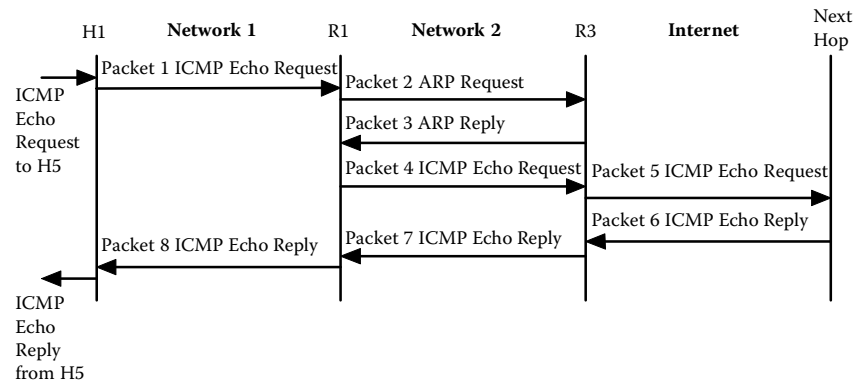 H1
Network 1
R1
Network 2
R3
Internet
Next
Hop
Packet 1 ICMP Echo Request
Packet 2 ARP Request
ICMP
Echo
Request
to H5
Packet 3 ARP Reply
Packet 4 ICMP Echo Request
Packet 5 ICMP Echo Request
Packet 6 ICMP Echo Reply
Packet 7 ICMP Echo Reply
Packet 8 ICMP Echo Reply
ICMP
Echo
Reply
from H5